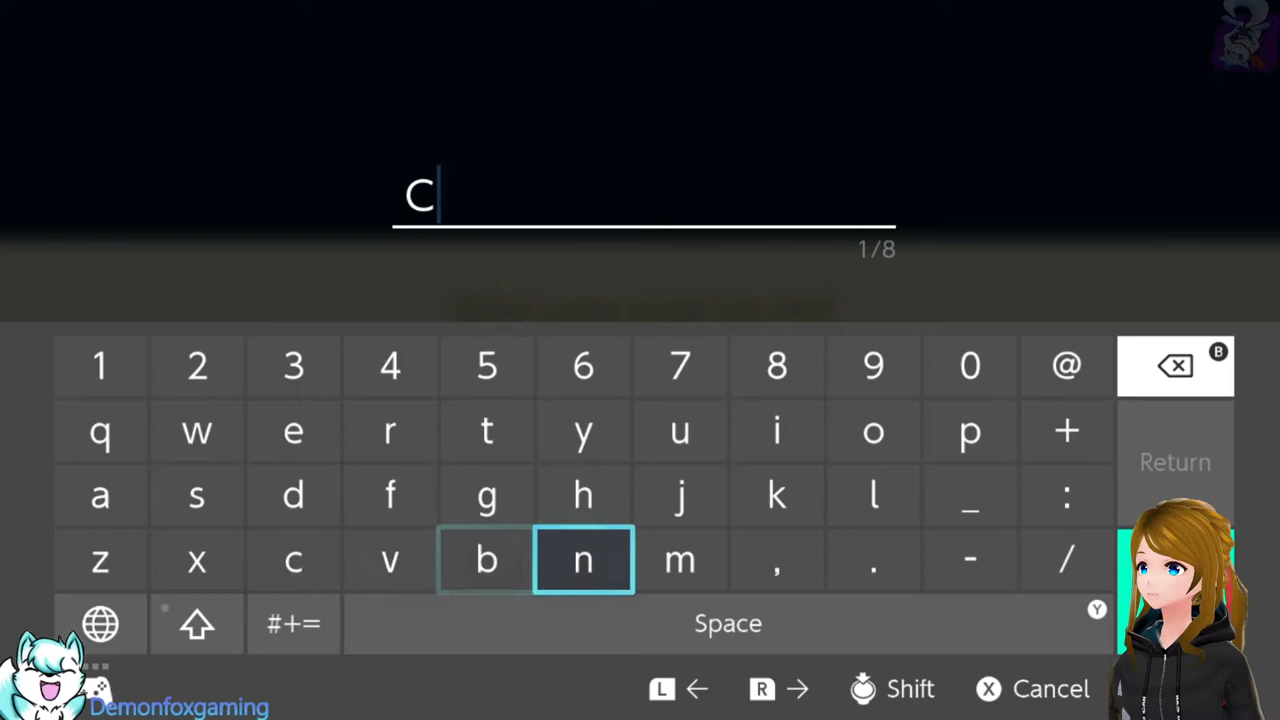 C
1/8
1 2 3 4 5 6 7 8 9 0 @ B
q w e r t y u i o p +
Return
a s d f g h j k l _ :
z x c v b n m , . - /
#+= Space Y
L ← R → Shift X Cancel
Demonfoxgaming